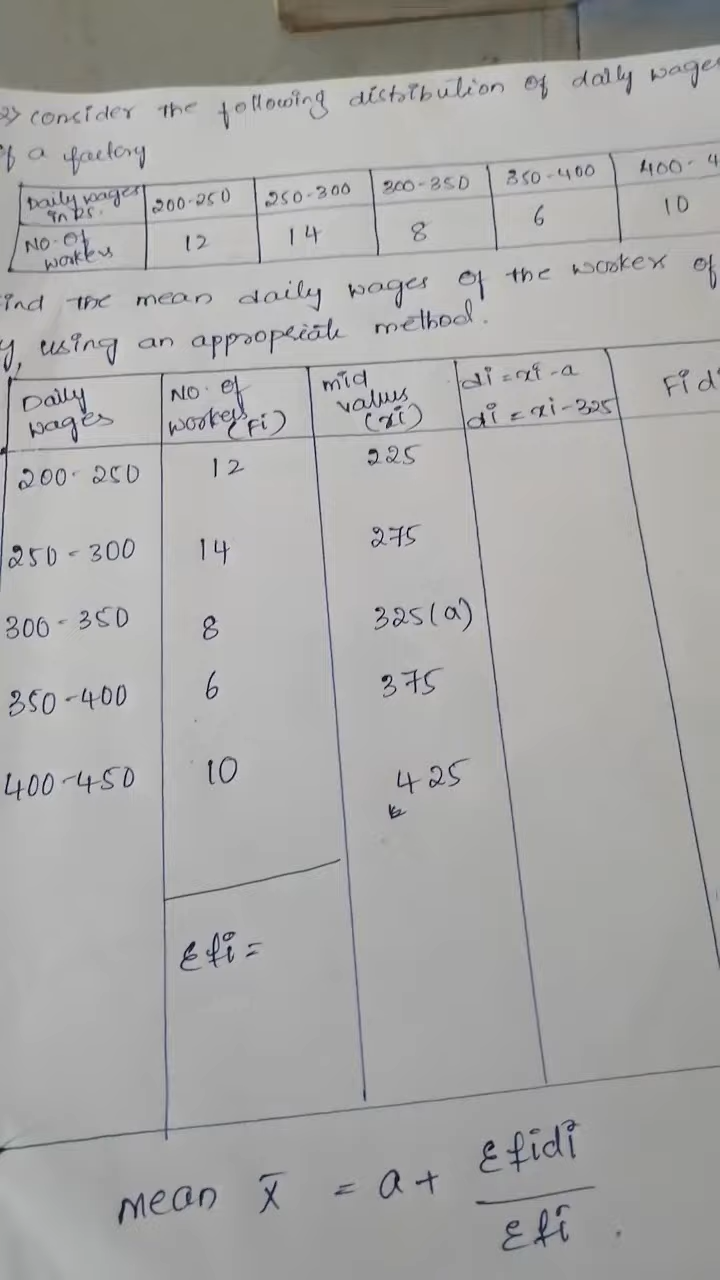 2) consider the following distribution of daily wages
of a factory
Daily wages in Rs. 200-250 250-300 300-350 350-400 400-4
No. of workers 12 14 8 6 10
ind the mean daily wages of the worker of
y, using an appropriate method.
Daily wages No. of workers (Fi) mid values (xi) di = xi - a di = xi - 325 Fidi
200-250 12 225
250-300 14 275
300-350 8 325(a)
350-400 6 375
400-450 10 425
Σfi =
mean x̄ = a + Σfidi / Σfi .